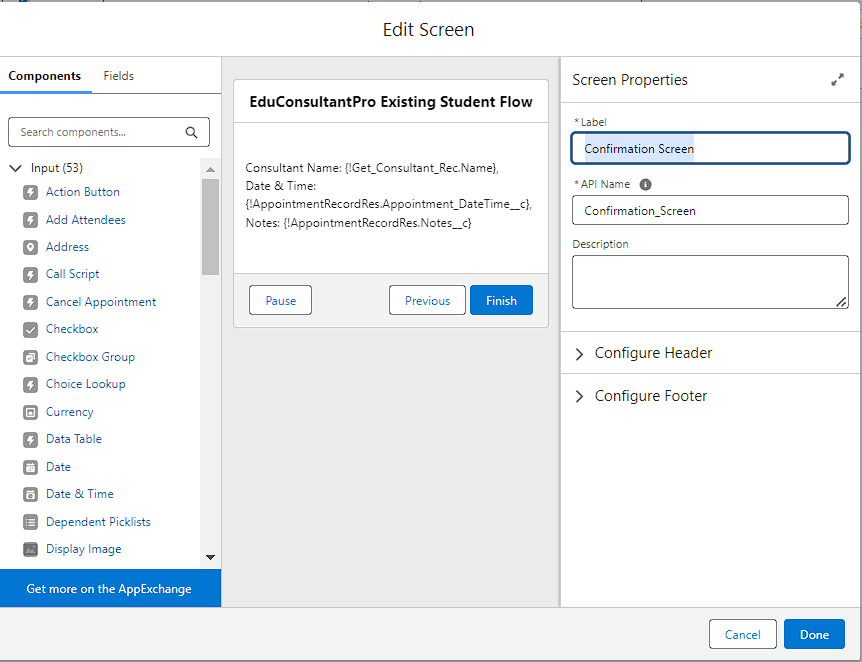 Edit Screen
Components
Fields
Search components...
Input (53)
Action Button
Add Attendees
Address
Call Script
Cancel Appointment
Checkbox
Checkbox Group
Choice Lookup
Currency
Data Table
Date
Date & Time
Dependent Picklists
Display Image
Get more on the AppExchange
EduConsultantPro Existing Student Flow
Consultant Name: {!Get_Consultant_Rec.Name},
Date & Time:
{!AppointmentRecordRes.Appointment_DateTime__c},
Notes: {!AppointmentRecordRes.Notes__c}
Pause
Previous
Finish
Screen Properties
*Label
Confirmation Screen
*API Name
Confirmation_Screen
Description
Configure Header
Configure Footer
Cancel
Done